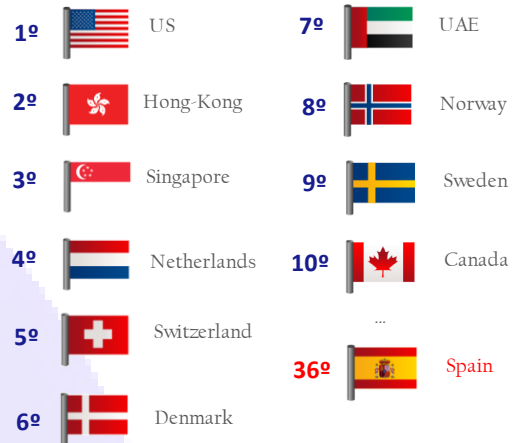 1º US
2º Hong-Kong
3º Singapore
4º Netherlands
5º Switzerland
6º Denmark
7º UAE
8º Norway
9º Sweden
10º Canada
...
36º Spain